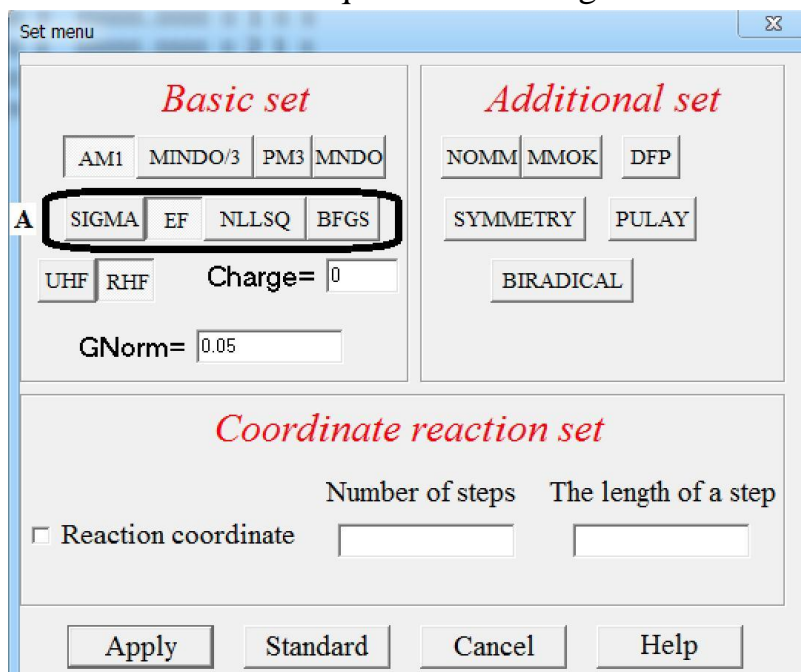 Set menu
Basic set
AM1 MINDO/3 PM3 MNDO
A SIGMA EF NLLSQ BFGS
UHF RHF Charge= 0
GNorm= 0.05
Additional set
NOMM MMOK DFP
SYMMETRY PULAY
BIRADICAL
Coordinate reaction set
Number of steps The length of a step
Reaction coordinate
Apply Standard Cancel Help